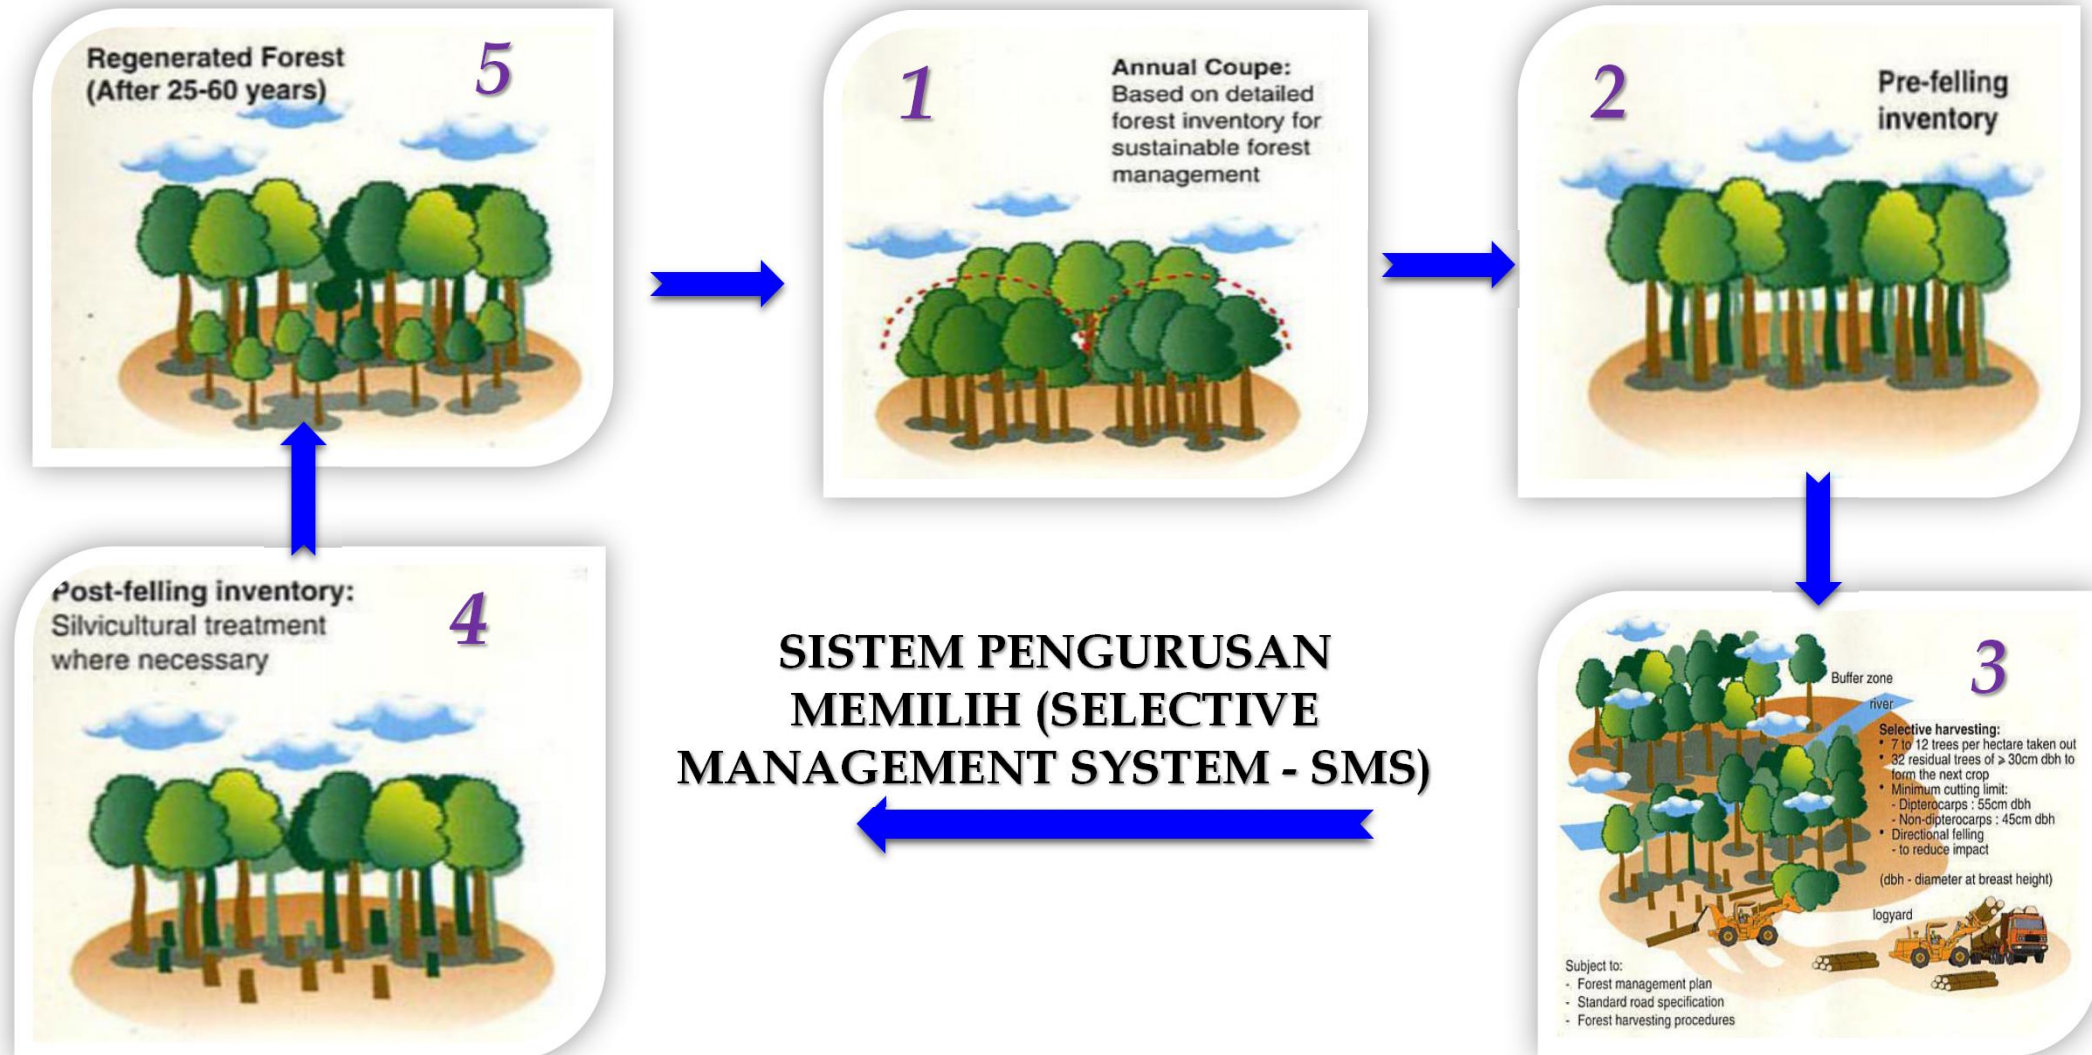 5
Regenerated Forest
(After 25-60 years)
1
Annual Coupe:
Based on detailed
forest inventory for
sustainable forest
management
2
Pre-felling
inventory
3
Buffer zone
river
Selective harvesting:
• 7 to 12 trees per hectare taken out
• 32 residual trees of ⩾ 30cm dbh to
form the next crop
• Minimum cutting limit:
- Dipterocarps : 55cm dbh
- Non-dipterocarps : 45cm dbh
• Directional felling
- to reduce impact
(dbh - diameter at breast height)
logyard
Subject to:
- Forest management plan
- Standard road specification
- Forest harvesting procedures
4
Post-felling inventory:
Silvicultural treatment
where necessary
SISTEM PENGURUSAN
MEMILIH (SELECTIVE
MANAGEMENT SYSTEM - SMS)